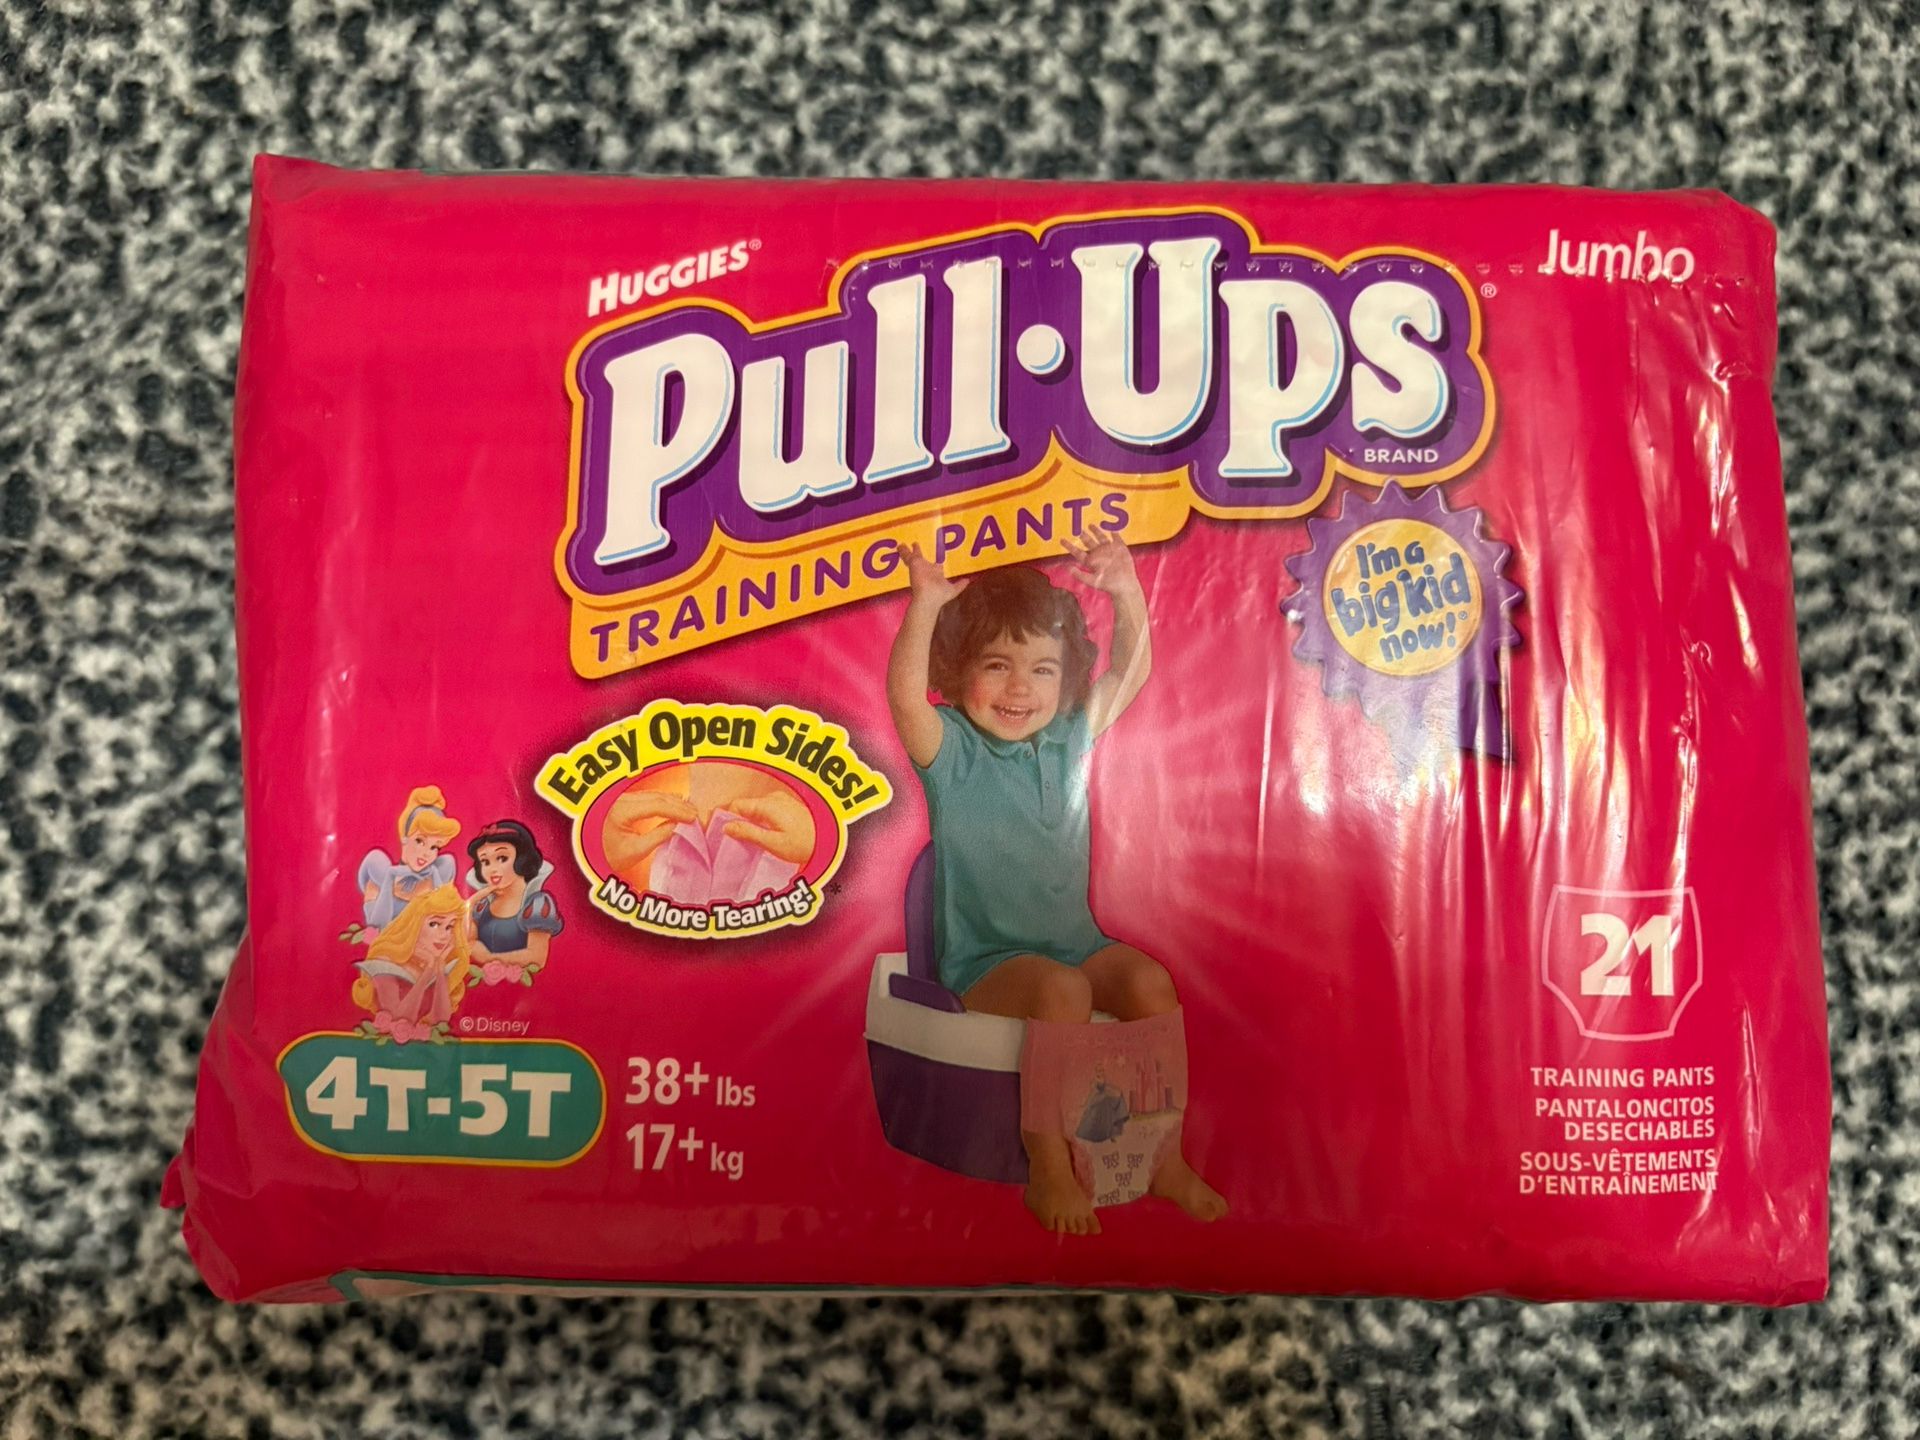 HUGGIES®
Pull·Ups®
BRAND
TRAINING PANTS
Jumbo
I'm a
big kid
now!®
Easy Open Sides!
No More Tearing!*
©Disney
4T-5T
38+ lbs
17+ kg
21
TRAINING PANTS
PANTALONCITOS
DESECHABLES
SOUS-VÊTEMENTS
D'ENTRAÎNEMENT